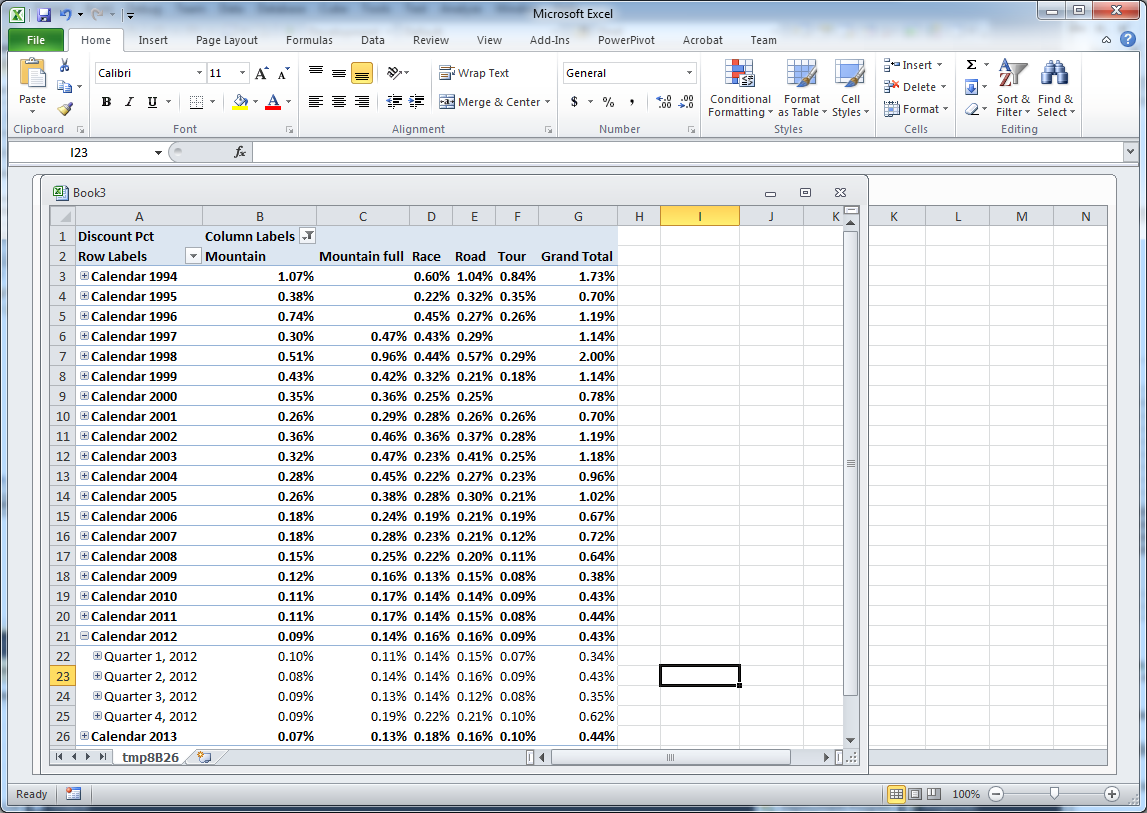 Microsoft Excel
File Home Insert Page Layout Formulas Data Review View Add-Ins PowerPivot Acrobat Team
Paste
Clipboard
Calibri 11
B I U
Font
Wrap Text
Merge & Center
Alignment
General
$ % ,
Number
Conditional Formatting
Format as Table
Cell Styles
Styles
Insert
Delete
Format
Cells
Sort & Filter
Find & Select
Editing
I23 fx
Book3
A B C D E F G H I J K K L M N
1 Discount Pct Column Labels
2 Row Labels Mountain Mountain full Race Road Tour Grand Total
3 Calendar 1994 1.07% 0.60% 1.04% 0.84% 1.73%
4 Calendar 1995 0.38% 0.22% 0.32% 0.35% 0.70%
5 Calendar 1996 0.74% 0.45% 0.27% 0.26% 1.19%
6 Calendar 1997 0.30% 0.47% 0.43% 0.29% 1.14%
7 Calendar 1998 0.51% 0.96% 0.44% 0.57% 0.29% 2.00%
8 Calendar 1999 0.43% 0.42% 0.32% 0.21% 0.18% 1.14%
9 Calendar 2000 0.35% 0.36% 0.25% 0.25% 0.78%
10 Calendar 2001 0.26% 0.29% 0.28% 0.26% 0.26% 0.70%
11 Calendar 2002 0.36% 0.46% 0.36% 0.37% 0.28% 1.19%
12 Calendar 2003 0.32% 0.47% 0.23% 0.41% 0.25% 1.18%
13 Calendar 2004 0.28% 0.45% 0.22% 0.27% 0.23% 0.96%
14 Calendar 2005 0.26% 0.38% 0.28% 0.30% 0.21% 1.02%
15 Calendar 2006 0.18% 0.24% 0.19% 0.21% 0.19% 0.67%
16 Calendar 2007 0.18% 0.28% 0.23% 0.21% 0.12% 0.72%
17 Calendar 2008 0.15% 0.25% 0.22% 0.20% 0.11% 0.64%
18 Calendar 2009 0.12% 0.16% 0.13% 0.15% 0.08% 0.38%
19 Calendar 2010 0.11% 0.17% 0.14% 0.14% 0.09% 0.43%
20 Calendar 2011 0.11% 0.17% 0.14% 0.15% 0.08% 0.44%
21 Calendar 2012 0.09% 0.14% 0.16% 0.16% 0.09% 0.43%
22 Quarter 1, 2012 0.10% 0.11% 0.14% 0.15% 0.07% 0.34%
23 Quarter 2, 2012 0.08% 0.14% 0.14% 0.16% 0.09% 0.43%
24 Quarter 3, 2012 0.09% 0.13% 0.14% 0.12% 0.08% 0.35%
25 Quarter 4, 2012 0.09% 0.19% 0.22% 0.21% 0.10% 0.62%
26 Calendar 2013 0.07% 0.13% 0.18% 0.16% 0.10% 0.44%
tmp8B26
Ready 100%